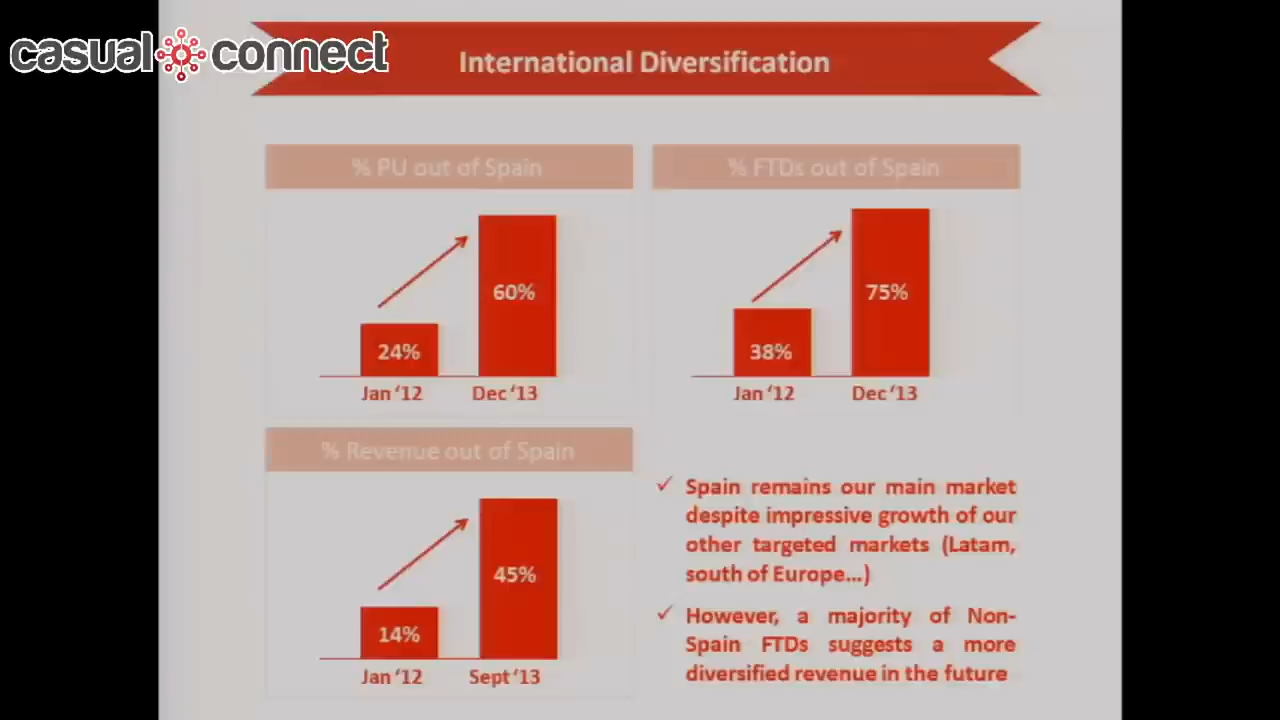 casual connect
International Diversification
% PU out of Spain
60%
24%
Jan ‘12 Dec ‘13
% FTDs out of Spain
75%
38%
Jan ‘12 Dec ‘13
% Revenue out of Spain
45%
14%
Jan ‘12 Sept ‘13
✓ Spain remains our main market
despite impressive growth of our
other targeted markets (Latam,
south of Europe...)
✓ However, a majority of Non-
Spain FTDs suggests a more
diversified revenue in the future